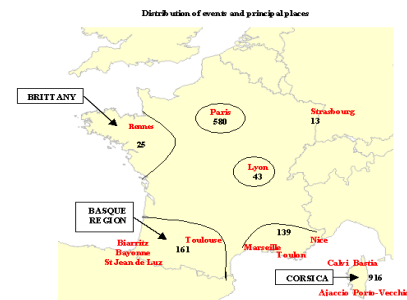 Distribution of events and principal places
BRITTANY
Paris
580
Strasbourg
13
Rennes
25
Lyon
43
BASQUE
REGION
139
Biarritz
Bayonne
St Jean de Luz
Toulouse
161
Marseille
Nice
Toulon
Calvi Bastia
CORSICA
916
Ajaccio Porto-Vecchio